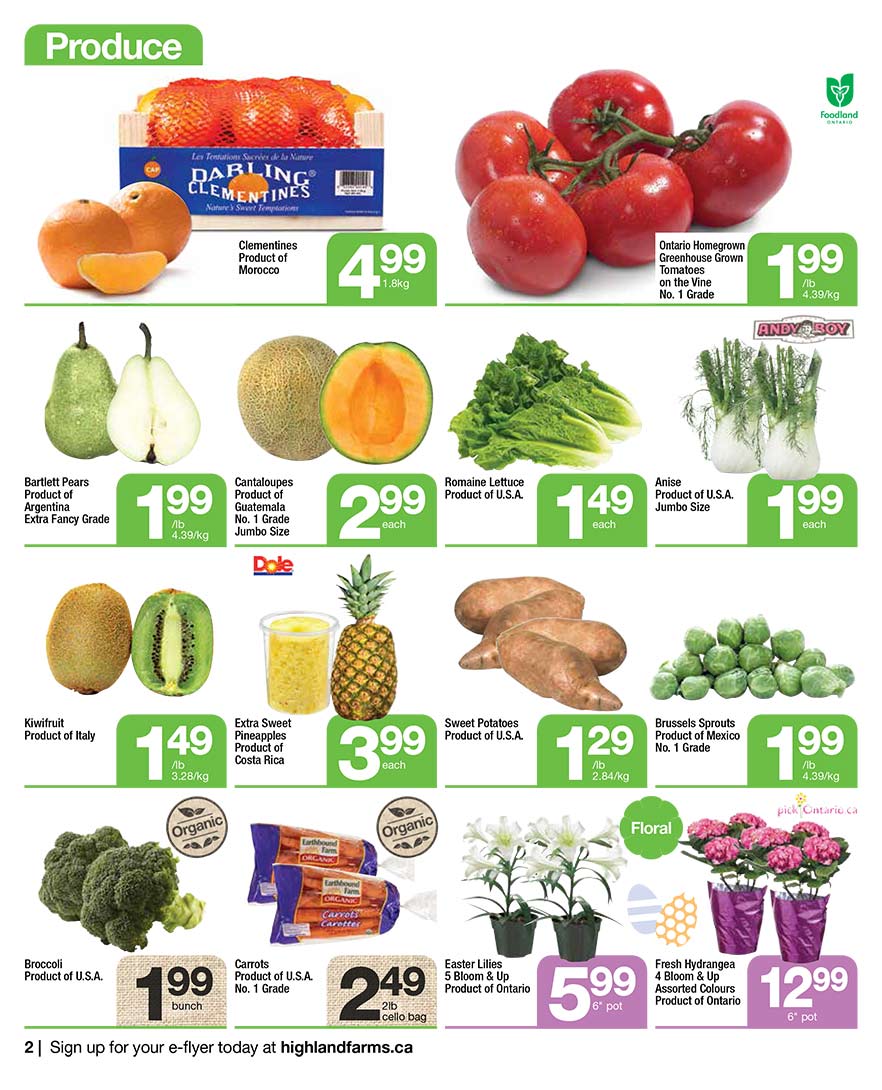 Produce
Les Tentations Sucrées de la Nature
CAP
DARLING®
CLEMENTINES
Nature's Sweet Temptations
Clementines
Product of
Morocco
4.99
1.8kg
Foodland
ONTARIO
Ontario Homegrown
Greenhouse Grown
Tomatoes
on the Vine
No. 1 Grade
1.99
/lb
4.39/kg
Bartlett Pears
Product of
Argentina
Extra Fancy Grade
1.99
/lb
4.39/kg
Cantaloupes
Product of
Guatemala
No. 1 Grade
Jumbo Size
2.99
each
Romaine Lettuce
Product of U.S.A.
1.49
each
ANDY BOY
Anise
Product of U.S.A.
Jumbo Size
1.99
each
Kiwifruit
Product of Italy
1.49
/lb
3.28/kg
Dole
Extra Sweet
Pineapples
Product of
Costa Rica
3.99
each
Sweet Potatoes
Product of U.S.A.
1.29
/lb
2.84/kg
Brussels Sprouts
Product of Mexico
No. 1 Grade
1.99
/lb
4.39/kg
Organic
Broccoli
Product of U.S.A.
1.99
bunch
Organic
Earthbound
Farm
ORGANIC
Earthbound
Farm
ORGANIC
Carrots
Carottes
Carrots
Product of U.S.A.
No. 1 Grade
2.49
2lb
cello bag
Floral
Easter Lilies
5 Bloom & Up
Product of Ontario
5.99
6" pot
pickOntario.ca
Fresh Hydrangea
4 Bloom & Up
Assorted Colours
Product of Ontario
12.99
6" pot
2 | Sign up for your e-flyer today at highlandfarms.ca